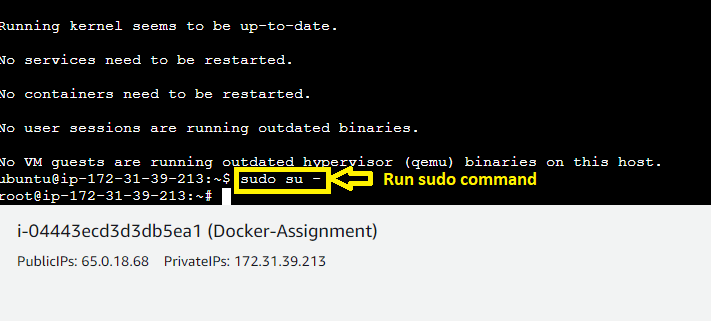 Running kernel seems to be up-to-date.
No services need to be restarted.
No containers need to be restarted.
No user sessions are running outdated binaries.
No VM guests are running outdated hypervisor (qemu) binaries on this host.
ubuntu@ip-172-31-39-213:~$ sudo su - Run sudo command
root@ip-172-31-39-213:~#
i-04443ecd3d3db5ea1 (Docker-Assignment)
PublicIPs: 65.0.18.68 PrivateIPs: 172.31.39.213